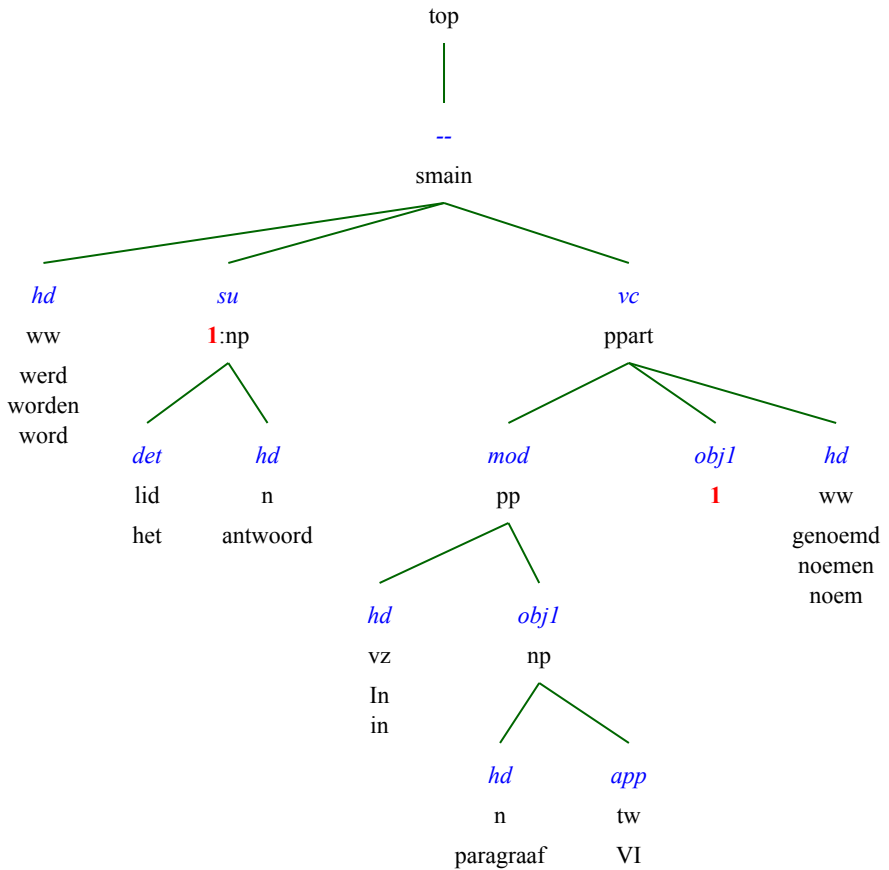 top
--
smain
hd su vc
ww 1:np ppart
werd
worden
word
det hd mod obj1 hd
lid n pp 1 ww
het antwoord genoemd
noemen
noem
hd obj1
vz np
In
in
hd app
n tw
paragraaf VI